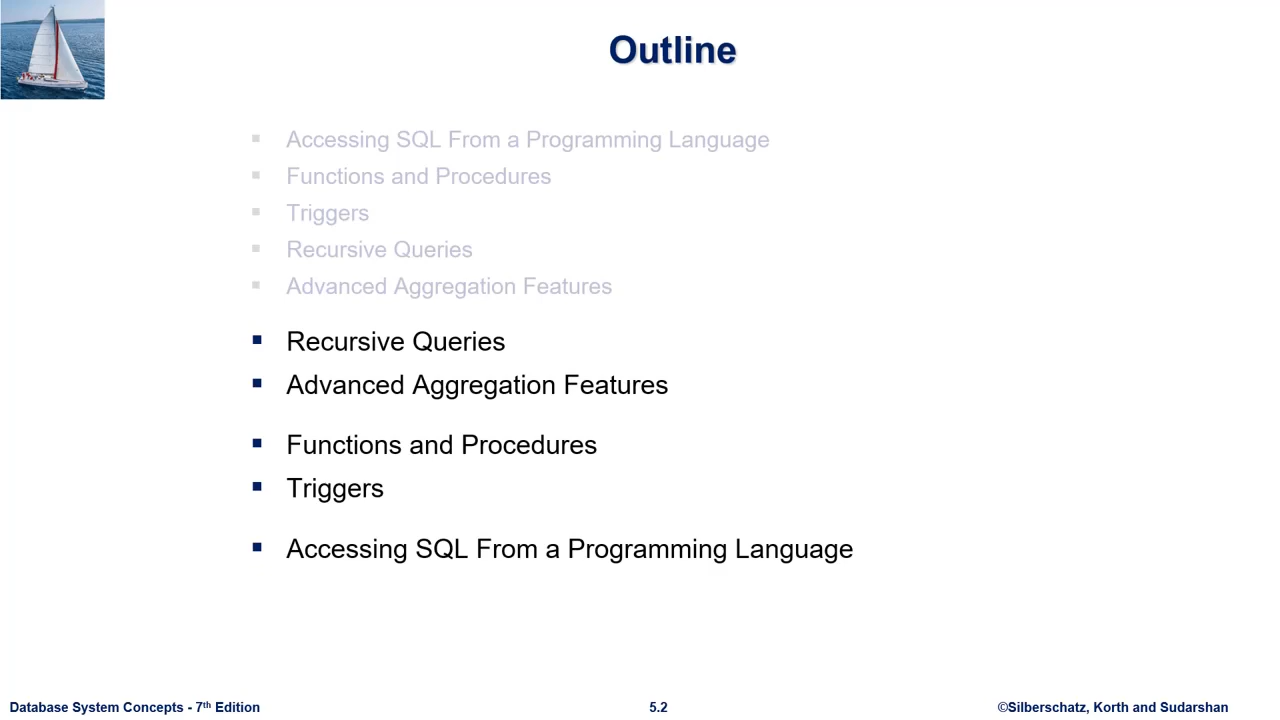 Outline
▪ Accessing SQL From a Programming Language
▪ Functions and Procedures
▪ Triggers
▪ Recursive Queries
▪ Advanced Aggregation Features
▪ Recursive Queries
▪ Advanced Aggregation Features
▪ Functions and Procedures
▪ Triggers
▪ Accessing SQL From a Programming Language
Database System Concepts - 7th Edition
5.2
©Silberschatz, Korth and Sudarshan